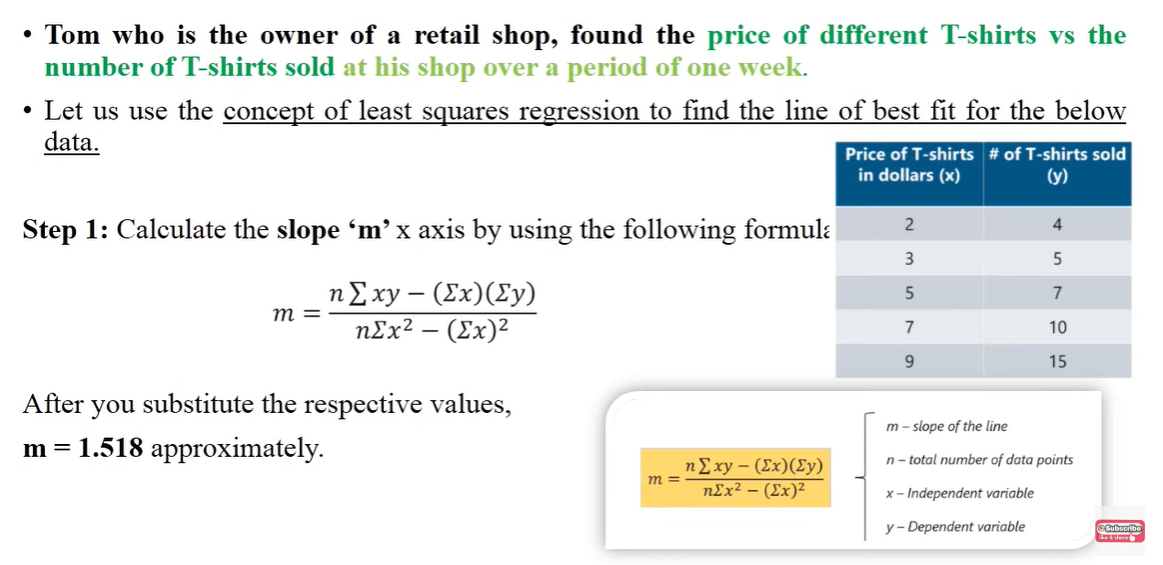 • Tom who is the owner of a retail shop, found the price of different T-shirts vs the
number of T-shirts sold at his shop over a period of one week.
• Let us use the concept of least squares regression to find the line of best fit for the below
data.
Price of T-shirts in dollars (x) # of T-shirts sold (y)
2 4
3 5
5 7
7 10
9 15
Step 1: Calculate the slope ‘m’ x axis by using the following formula
m = n∑xy − (Σx)(Σy) / nΣx² − (Σx)²
After you substitute the respective values,
m = 1.518 approximately.
m = n∑xy − (Σx)(Σy) / nΣx² − (Σx)²
m – slope of the line
n – total number of data points
x – Independent variable
y – Dependent variable
Subscribe
like & share